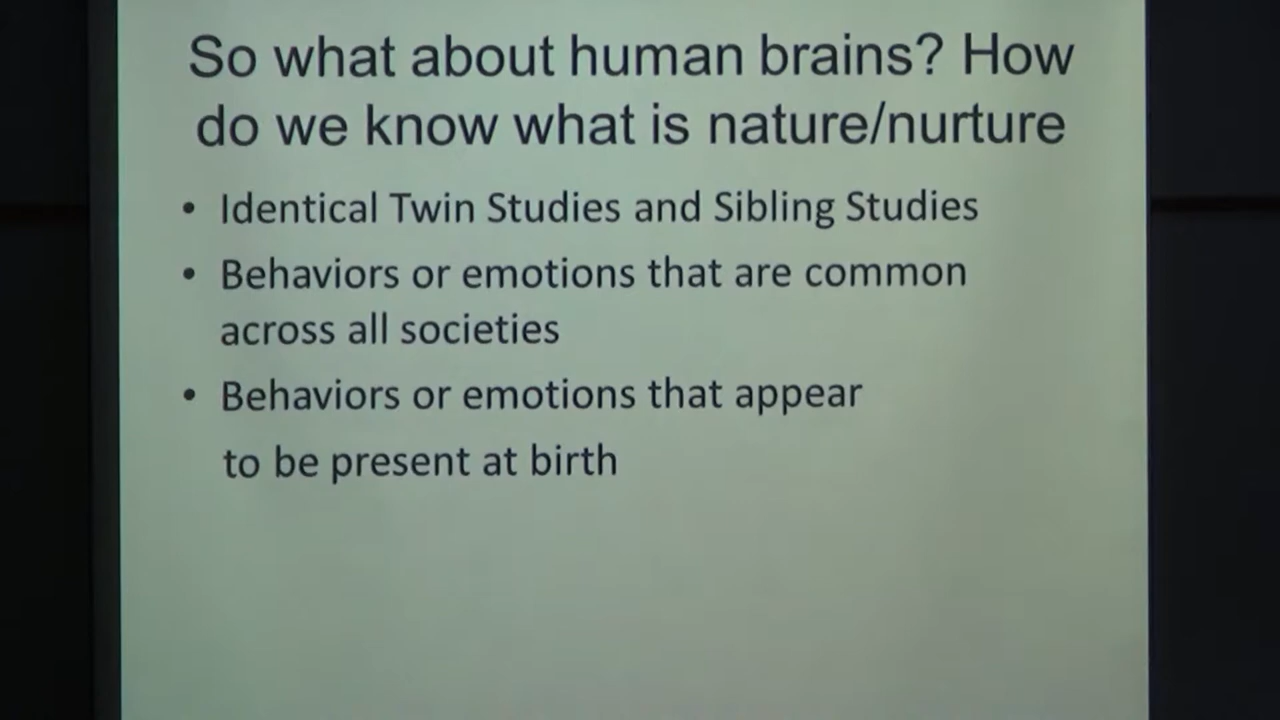 So what about human brains? How
do we know what is nature/nurture
• Identical Twin Studies and Sibling Studies
• Behaviors or emotions that are common
across all societies
• Behaviors or emotions that appear
to be present at birth